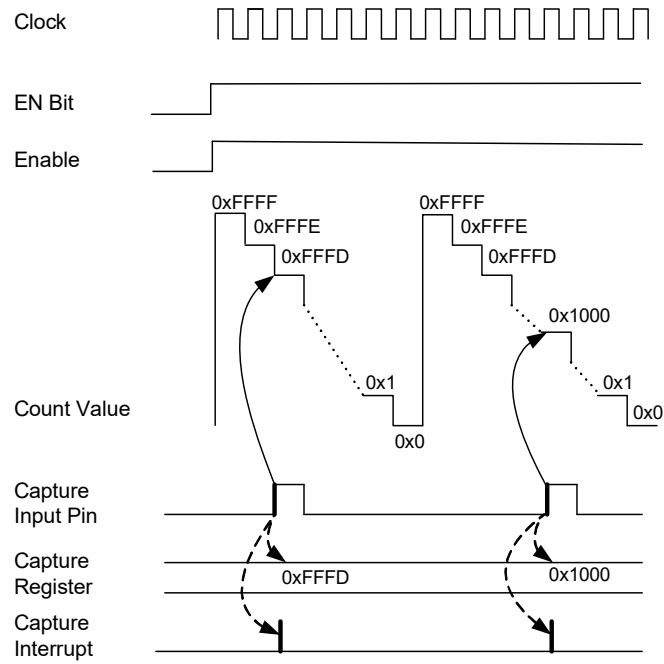 Clock
EN Bit
Enable
0xFFFF 0xFFFF
0xFFFE 0xFFFE
0xFFFD 0xFFFD
0x1000
0x1 0x1
Count Value
0x0 0x0
Capture
Input Pin
Capture
Register
0xFFFD 0x1000
Capture
Interrupt